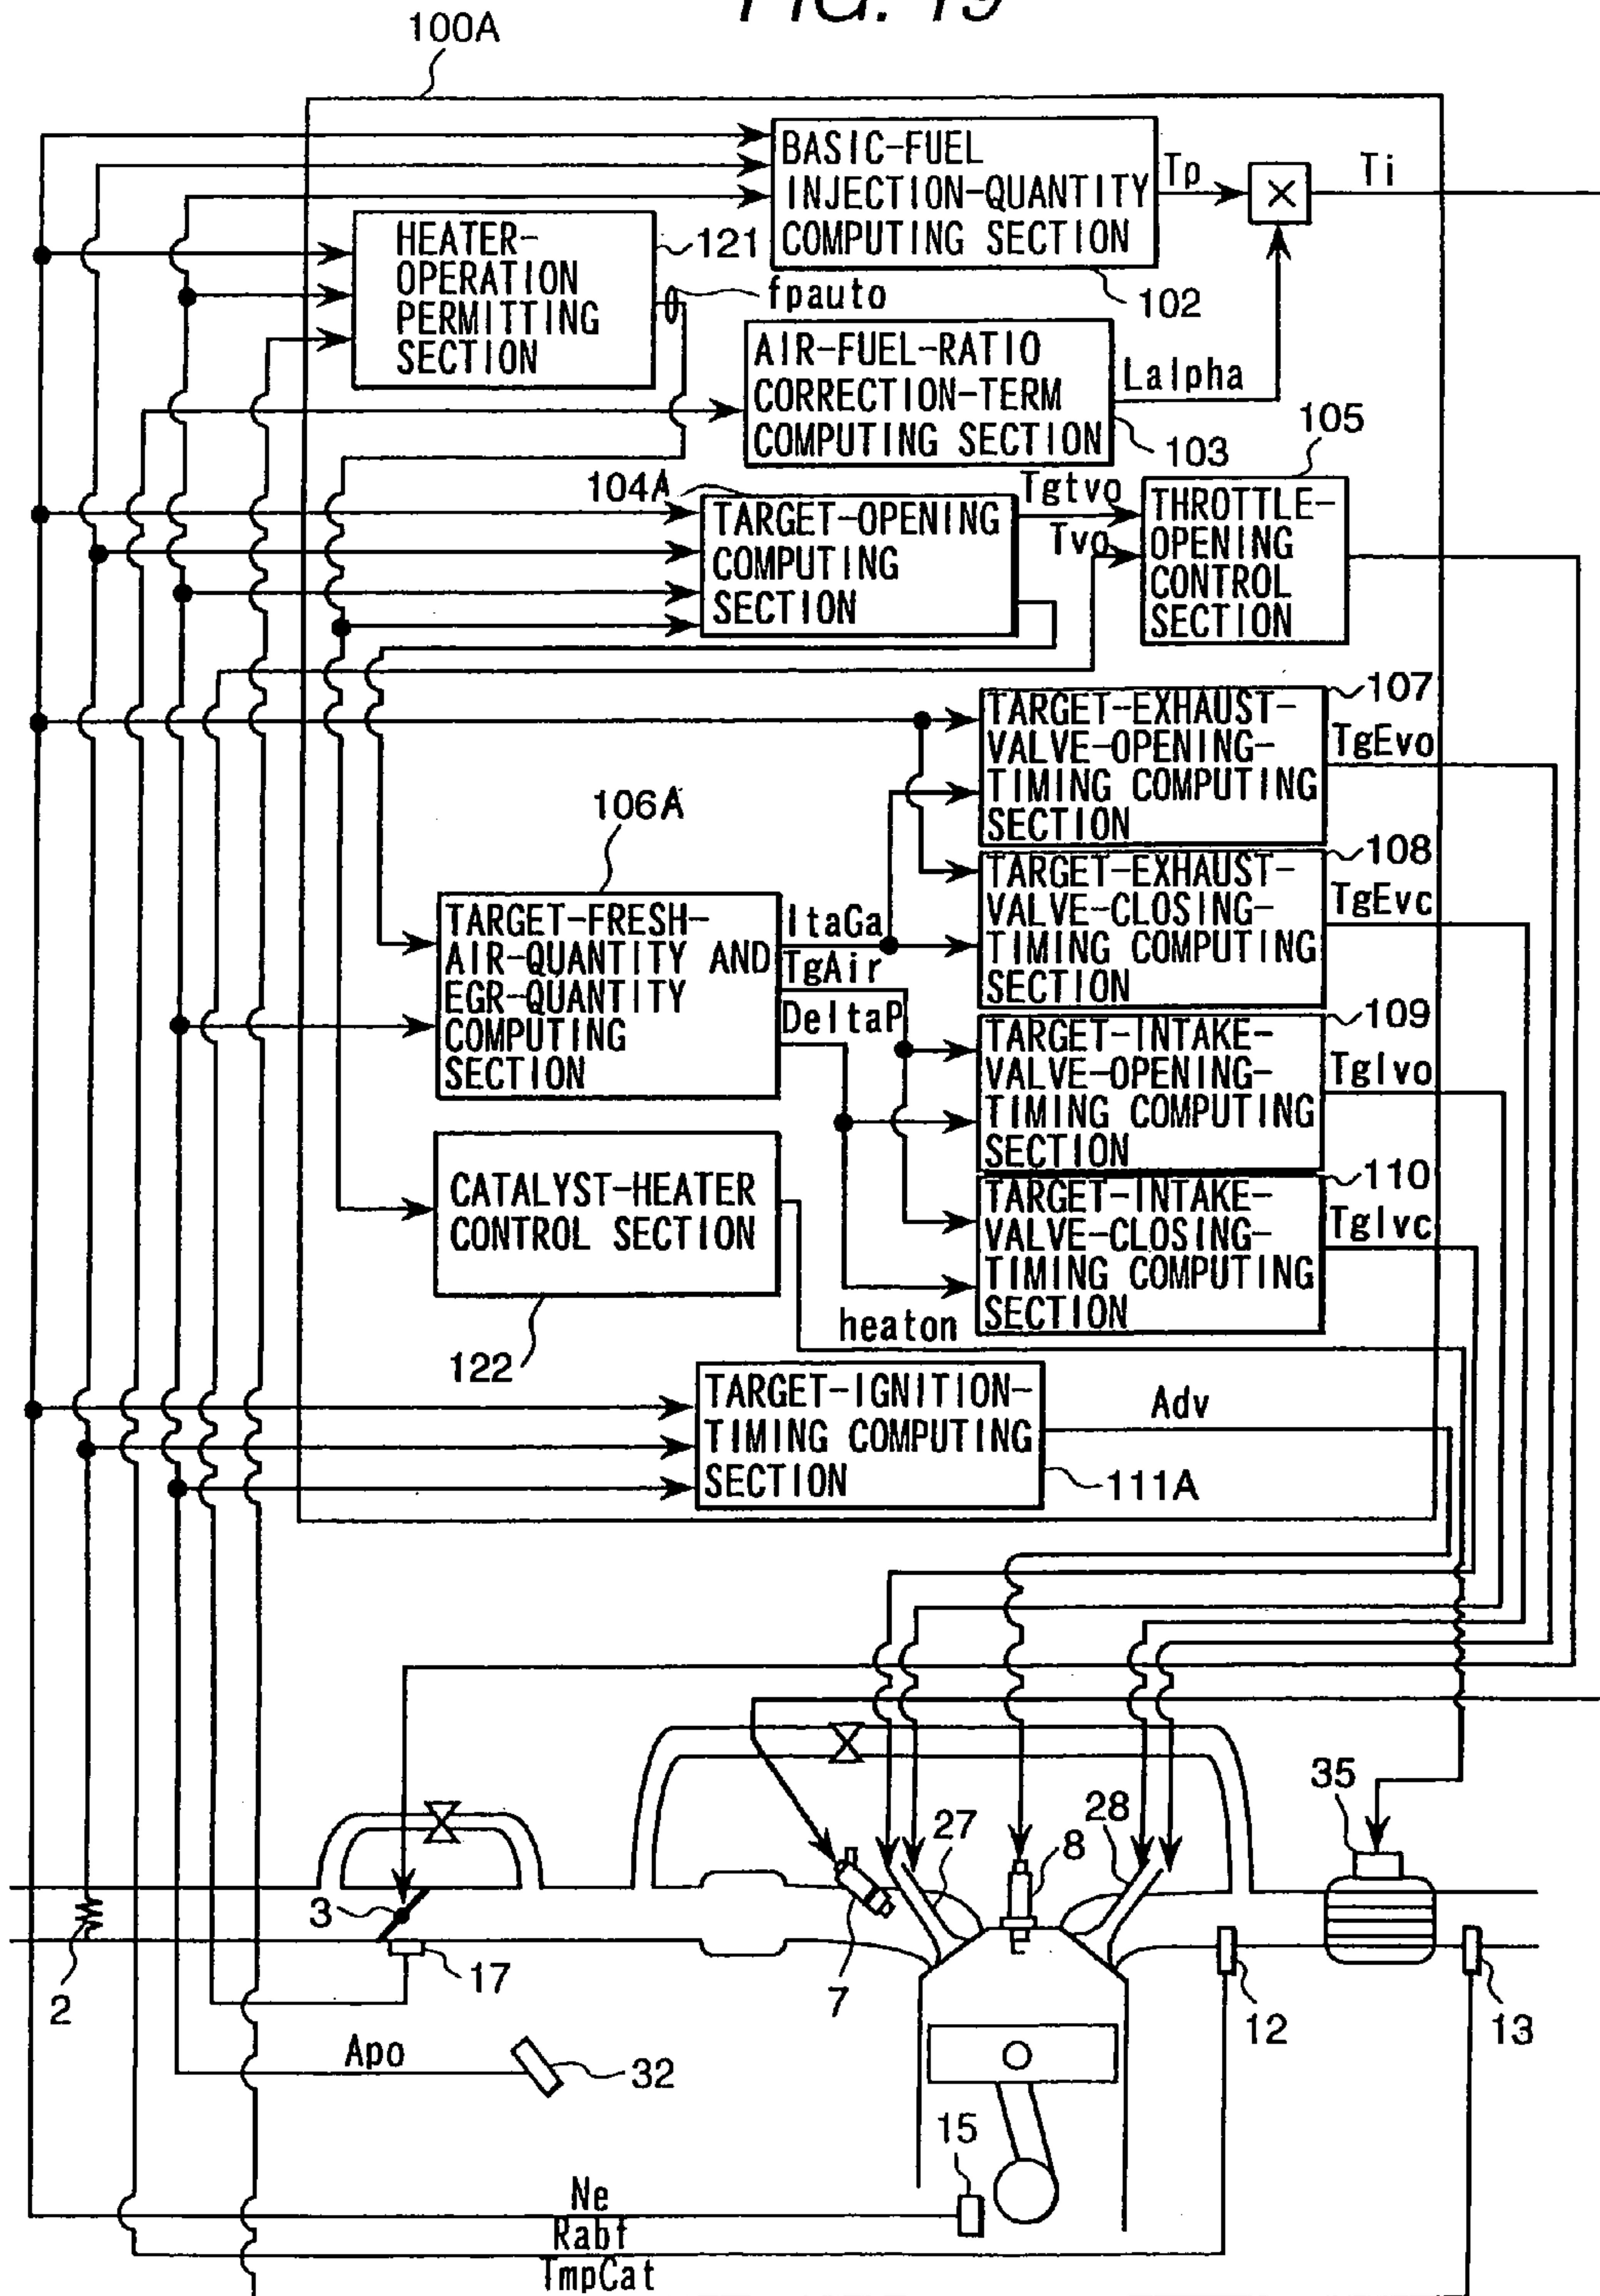 FIG. 19
100A
BASIC-FUEL
INJECTION-QUANTITY
COMPUTING SECTION
Tp
×
Ti
102
HEATER-
OPERATION
PERMITTING
SECTION
121
fpauto
AIR-FUEL-RATIO
CORRECTION-TERM
COMPUTING SECTION
Lalpha
103
105
104A
TARGET-OPENING
COMPUTING
SECTION
Tgtvo
Tvo
THROTTLE-
OPENING
CONTROL
SECTION
107
TARGET-EXHAUST-
VALVE-OPENING-
TIMING COMPUTING
SECTION
TgEvo
106A
108
TARGET-EXHAUST-
VALVE-CLOSING-
TIMING COMPUTING
SECTION
TgEvc
TARGET-FRESH-
AIR-QUANTITY AND
EGR-QUANTITY
COMPUTING
SECTION
ItaGa
TgAir
DeltaP
109
TARGET-INTAKE-
VALVE-OPENING-
TIMING COMPUTING
SECTION
TgIvo
CATALYST-HEATER
CONTROL SECTION
122
110
TARGET-INTAKE-
VALVE-CLOSING-
TIMING COMPUTING
SECTION
TgIvc
heaton
TARGET-IGNITION-
TIMING COMPUTING
SECTION
Adv
111A
35
28
27
8
3
17
2
7
12
13
Apo
32
15
Ne
Rabf
TmpCat